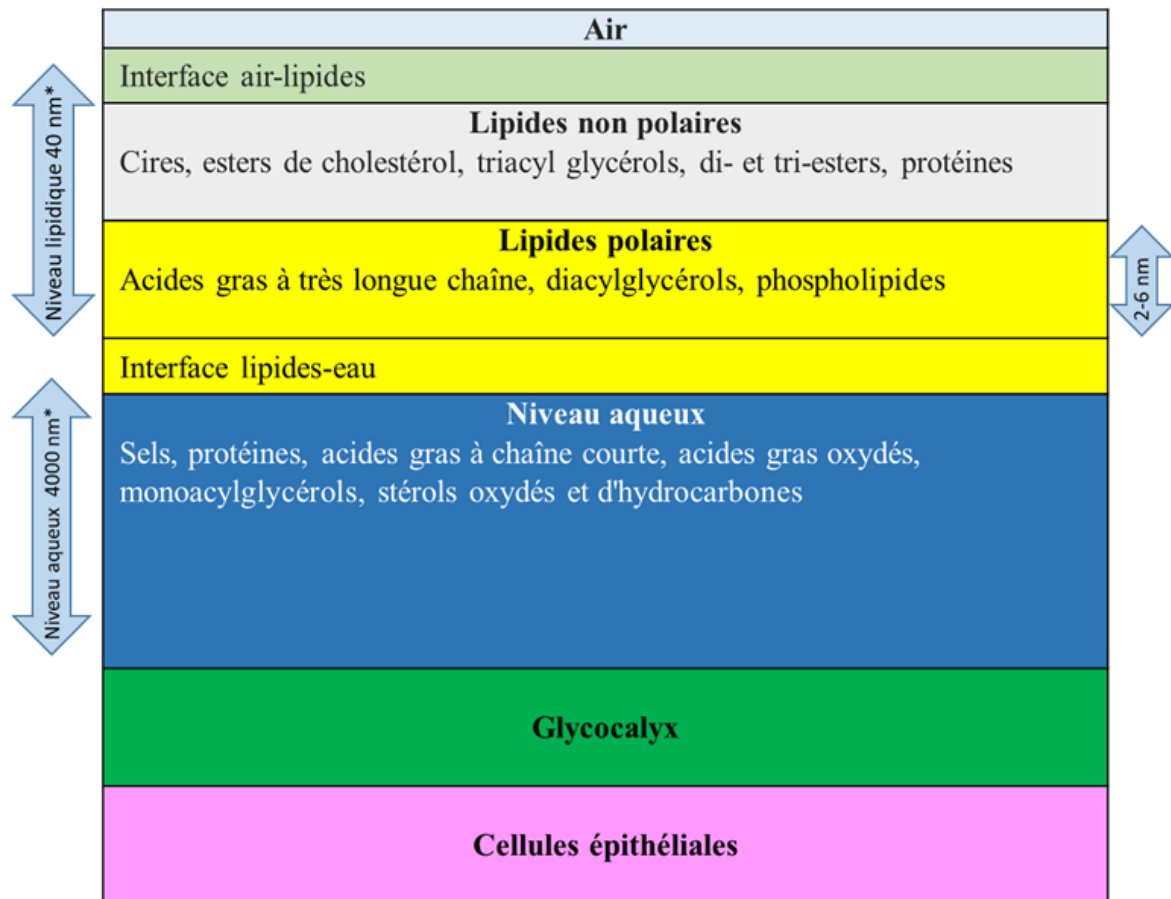 Air
Interface air-lipides
Niveau lipidique 40 nm*
Lipides non polaires
Cires, esters de cholestérol, triacyl glycérols, di- et tri-esters, protéines
Lipides polaires
Acides gras à très longue chaîne, diacylglycérols, phospholipides
2-6 nm
Interface lipides-eau
Niveau aqueux 4000 nm*
Niveau aqueux
Sels, protéines, acides gras à chaîne courte, acides gras oxydés,
monoacylglycérols, stérols oxydés et d'hydrocarbones
Glycocalyx
Cellules épithéliales